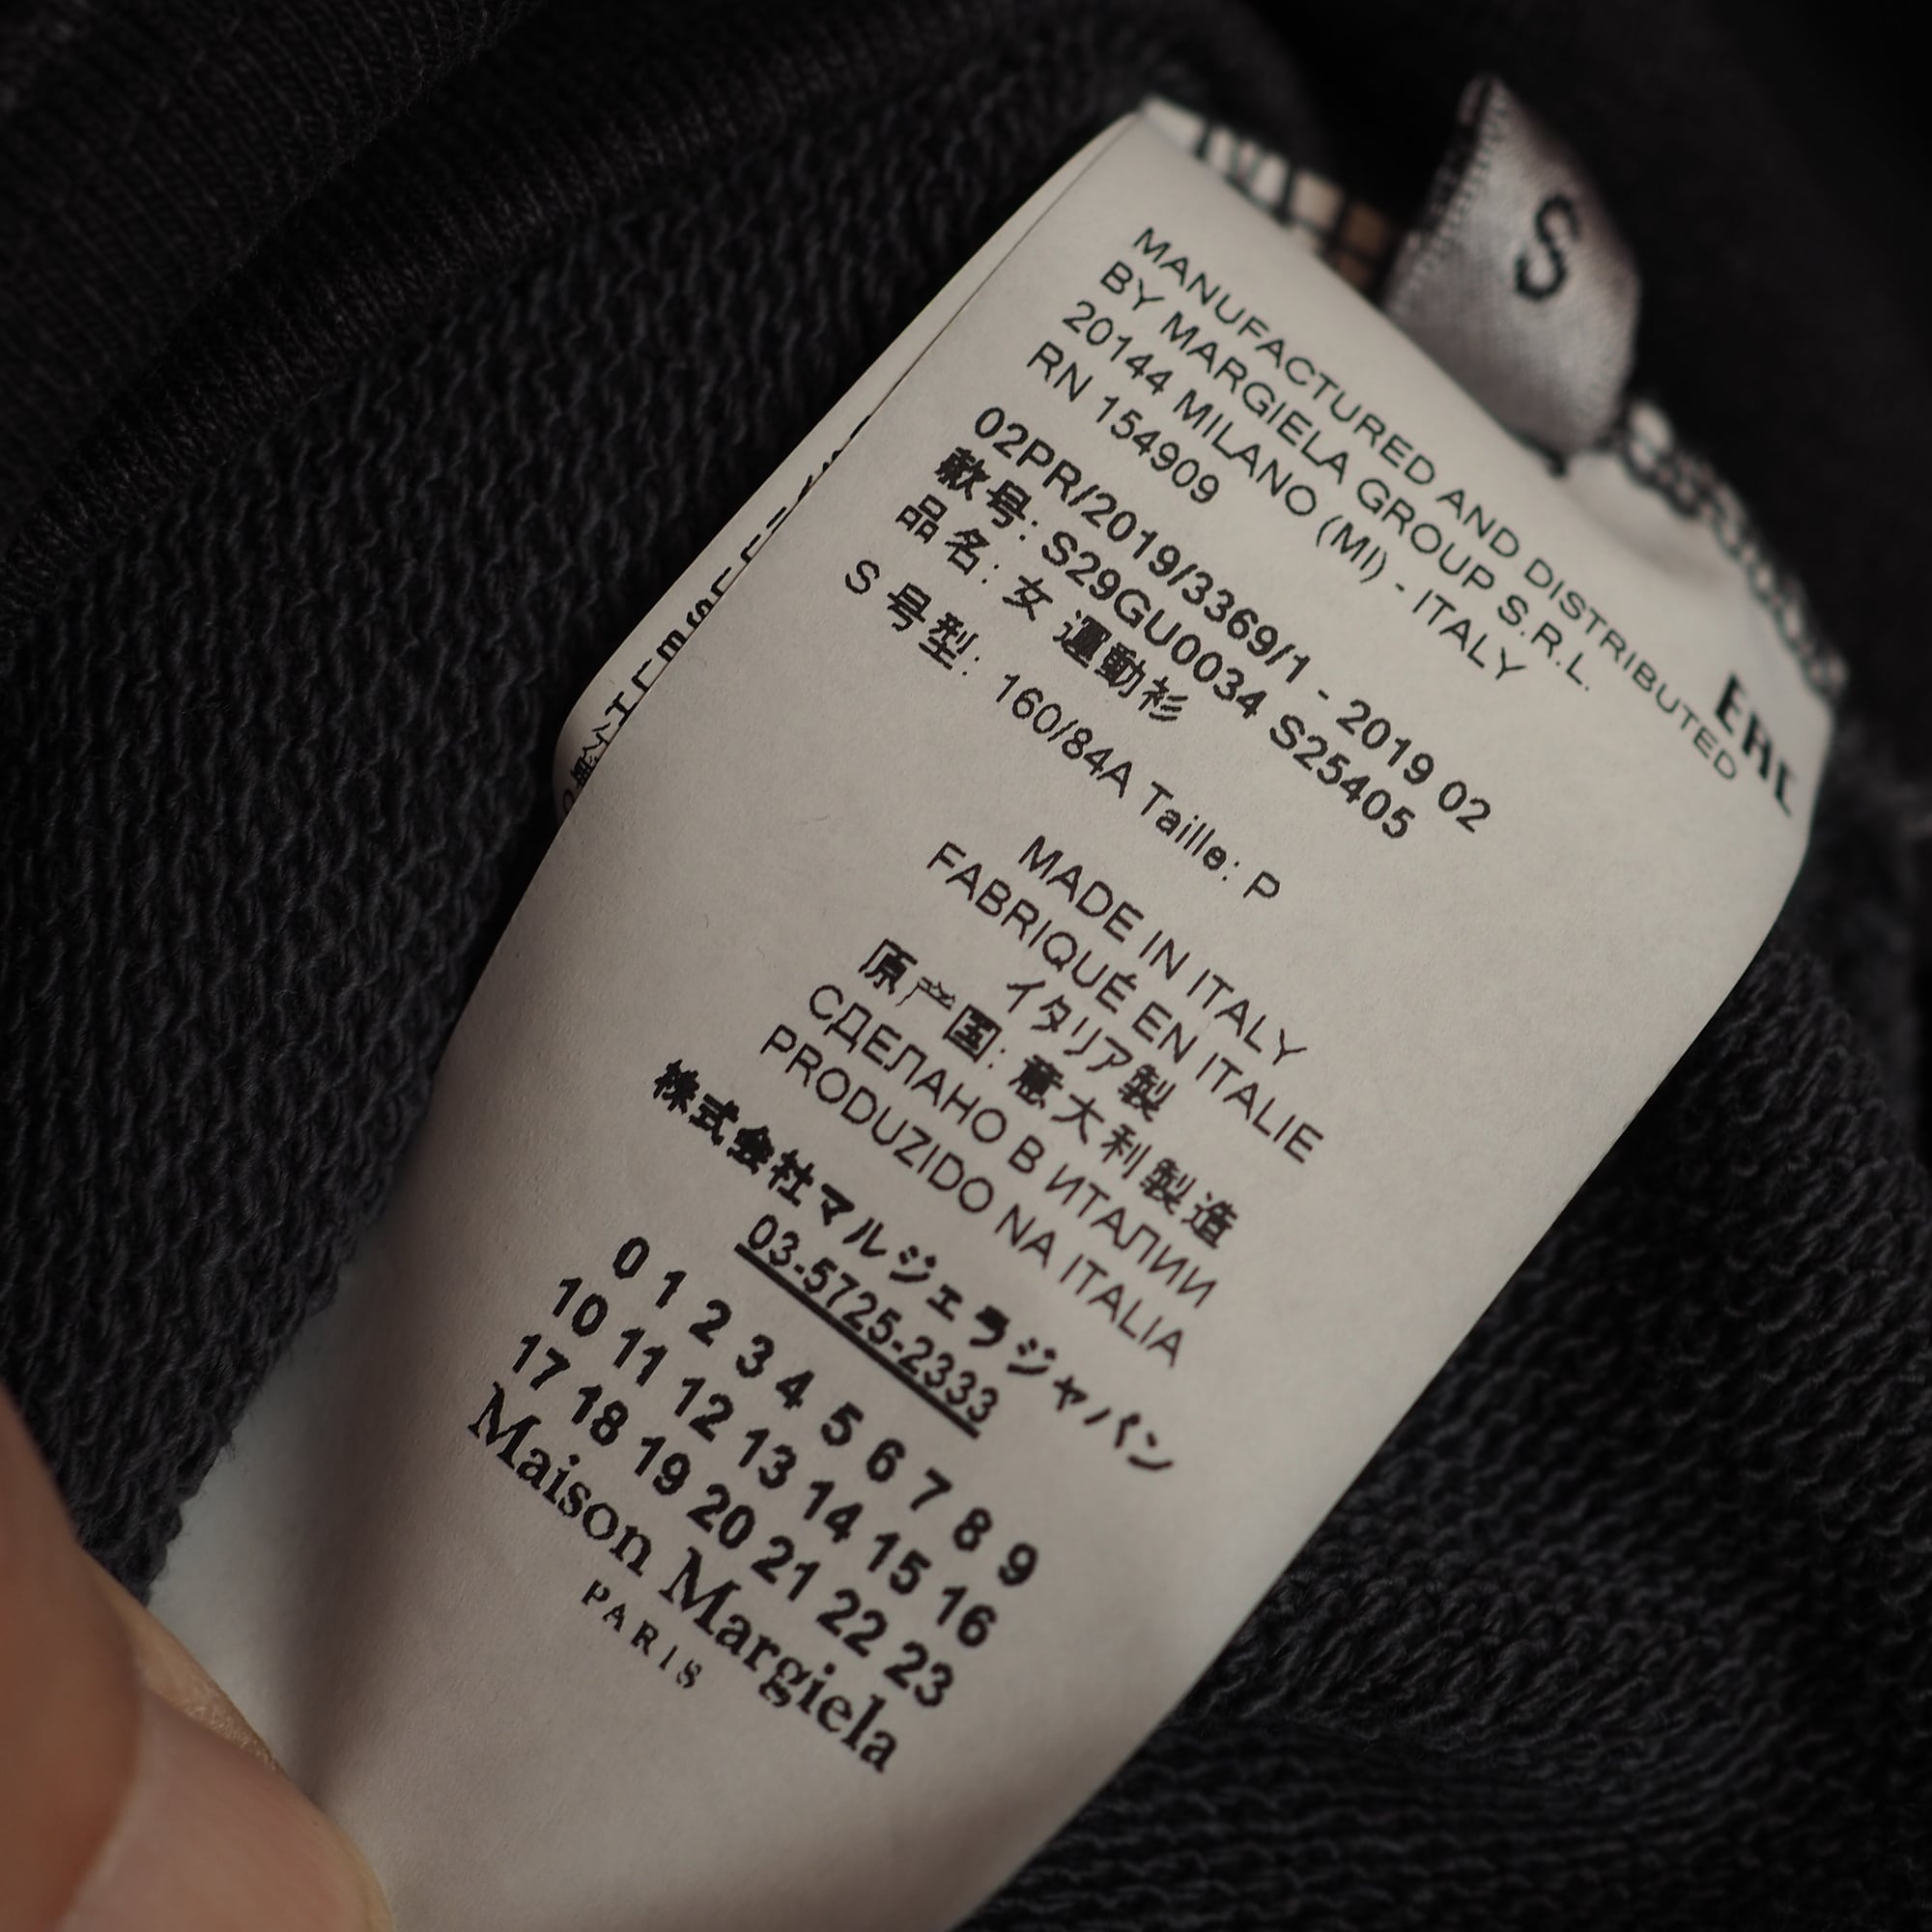 S
EAC
MANUFACTURED AND DISTRIBUTED
BY MARGIELA GROUP S.R.L.
20144 MILANO (MI) - ITALY
RN 154909
02PR/2019/3369/1 - 2019 02
款号: S29GU0034 S25405
品名: 女 運動衫
S 号型: 160/84A Taille: P
MADE IN ITALY
FABRIQUÉ EN ITALIE
イタリア製
原产国: 意大利製造
СДЕЛАНО В ИТАЛИИ
PRODUZIDO NA ITALIA
株式会社マルジェラジャパン
03-5725-2333
0 1 2 3 4 5 6 7 8 9
10 11 12 13 14 15 16
17 18 19 20 21 22 23
Maison Margiela
PARIS